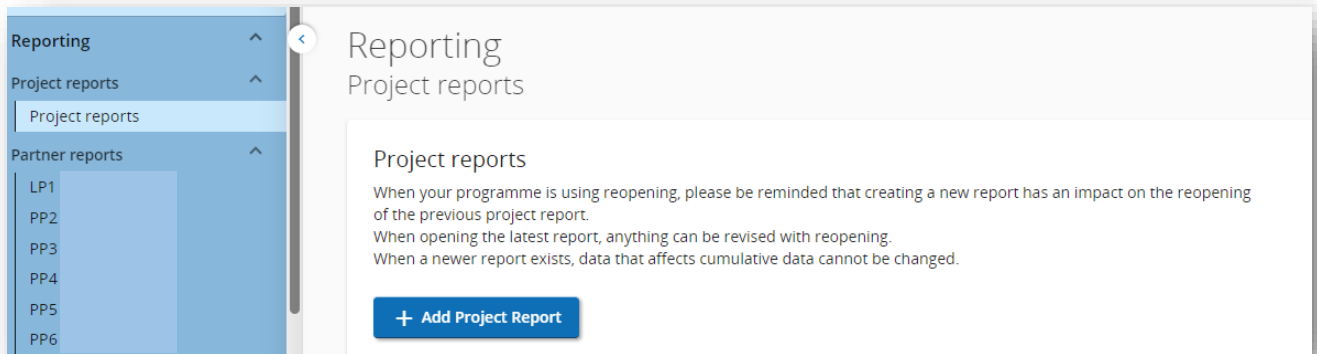 Reporting
Project reports
Project reports
Partner reports
LP1
PP2
PP3
PP4
PP5
PP6
Reporting
Project reports
Project reports
When your programme is using reopening, please be reminded that creating a new report has an impact on the reopening
of the previous project report.
When opening the latest report, anything can be revised with reopening.
When a newer report exists, data that affects cumulative data cannot be changed.
+ Add Project Report